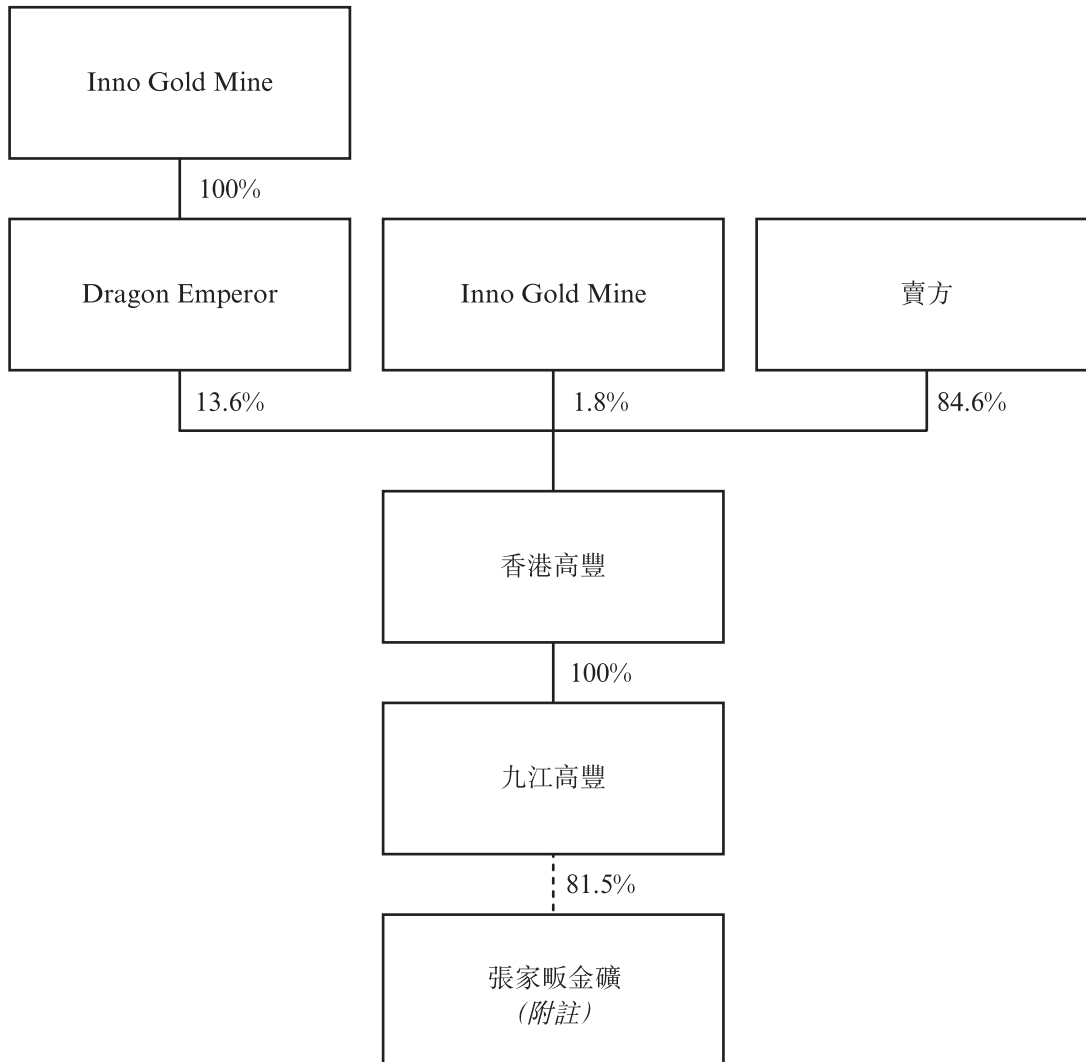 Inno Gold Mine
100%
Dragon Emperor
Inno Gold Mine
賣方
13.6%
1.8%
84.6%
香港高豐
100%
九江高豐
81.5%
張家畈金礦
(附註)